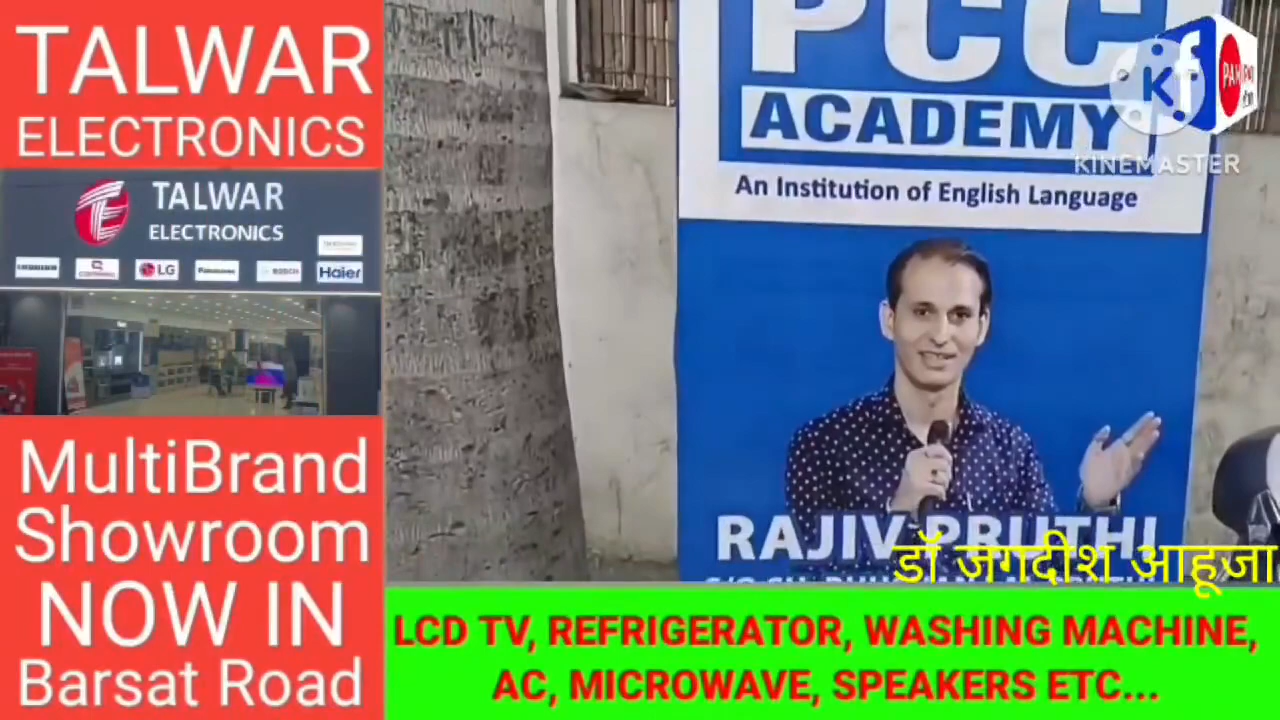 TALWAR
ELECTRONICS
TALWAR
ELECTRONICS
LG
Panasonic
BOSCH
Haier
MultiBrand
Showroom
NOW IN
Barsat Road
PCC
ACADEMY
An Institution of English Language
K
f
KINEMASTER
RAJIV PRUTHI
डॉ जगदीश आहूजा
LCD TV, REFRIGERATOR, WASHING MACHINE,
AC, MICROWAVE, SPEAKERS ETC...